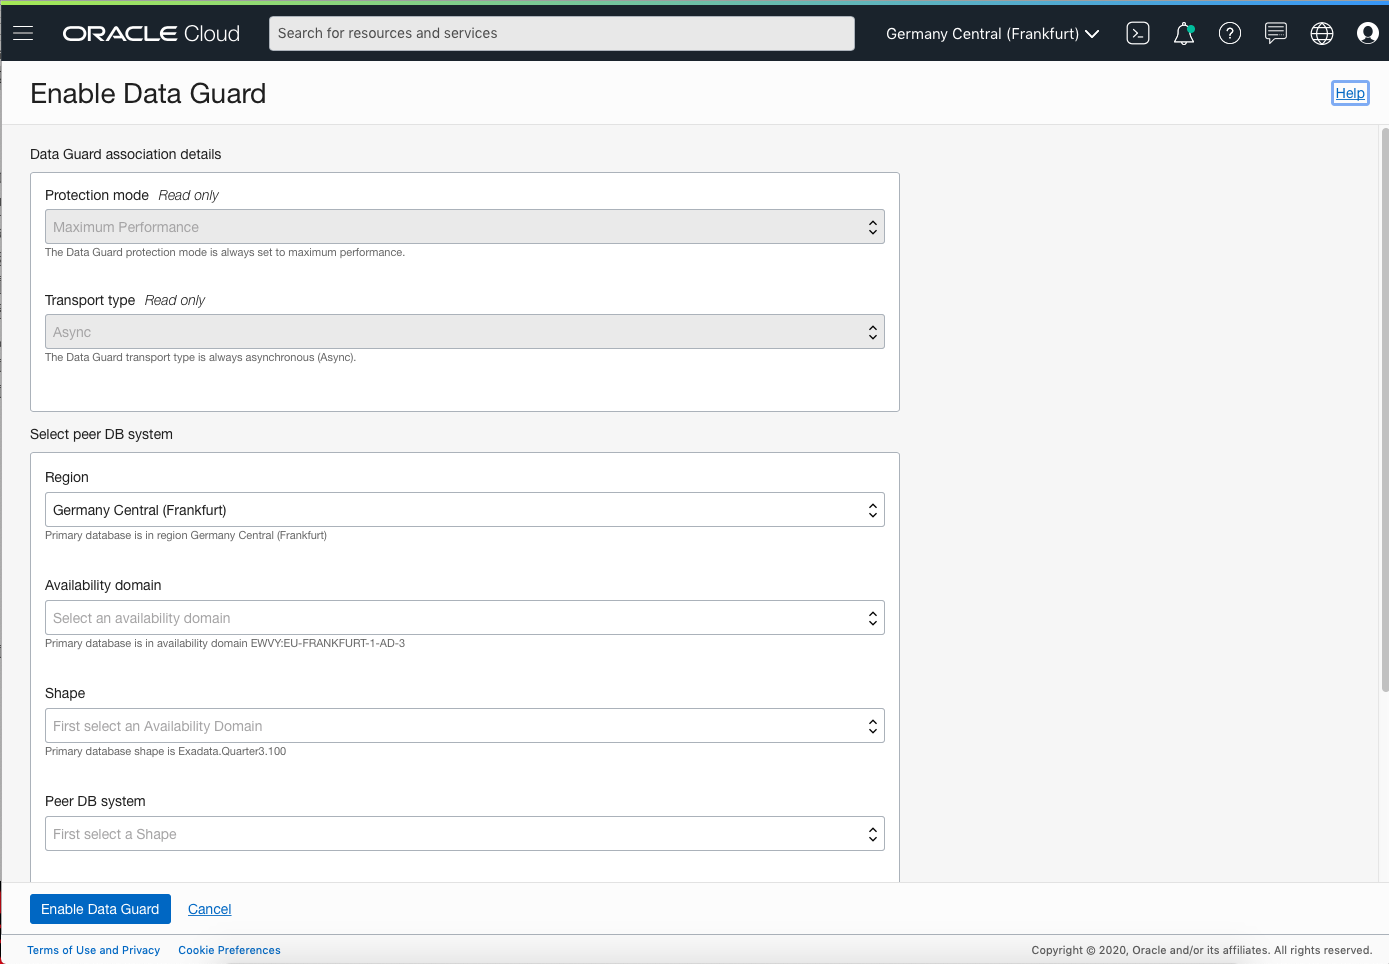 ORACLE Cloud
Search for resources and services
Germany Central (Frankfurt)
Enable Data Guard
Help
Data Guard association details
Protection mode Read only
Maximum Performance
The Data Guard protection mode is always set to maximum performance.
Transport type Read only
Async
The Data Guard transport type is always asynchronous (Async).
Select peer DB system
Region
Germany Central (Frankfurt)
Primary database is in region Germany Central (Frankfurt)
Availability domain
Select an availability domain
Primary database is in availability domain EWVY:EU-FRANKFURT-1-AD-3
Shape
First select an Availability Domain
Primary database shape is Exadata.Quarter3.100
Peer DB system
First select a Shape
Enable Data Guard Cancel
Terms of Use and Privacy Cookie Preferences Copyright © 2020, Oracle and/or its affiliates. All rights reserved.